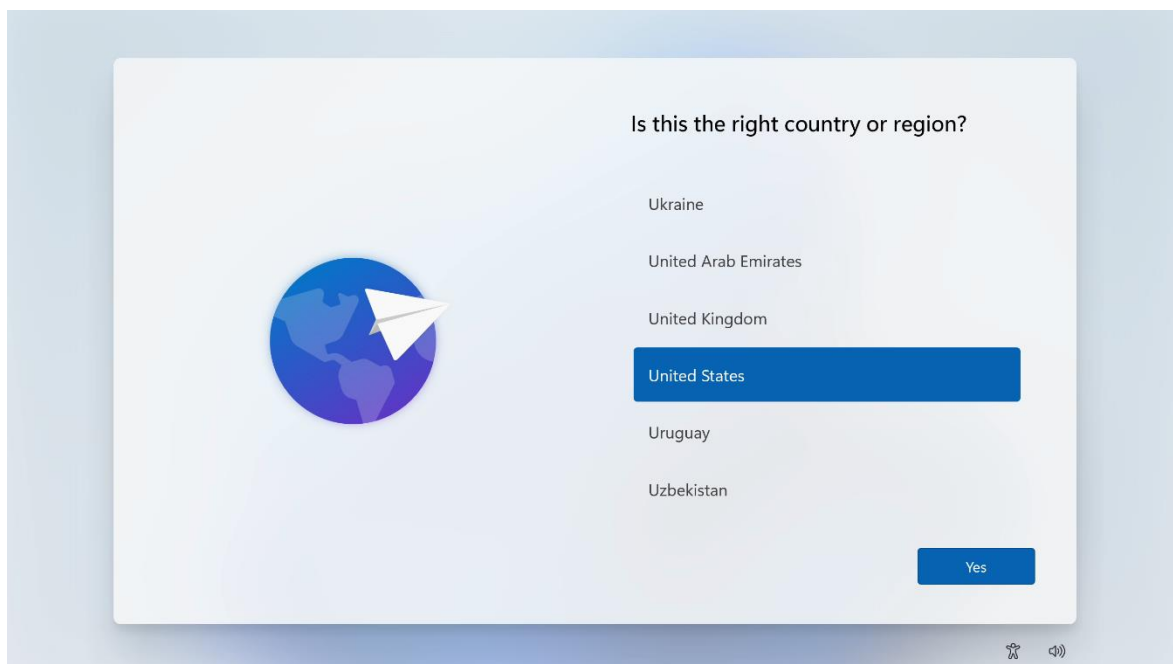 Is this the right country or region?
Ukraine
United Arab Emirates
United Kingdom
United States
Uruguay
Uzbekistan
Yes